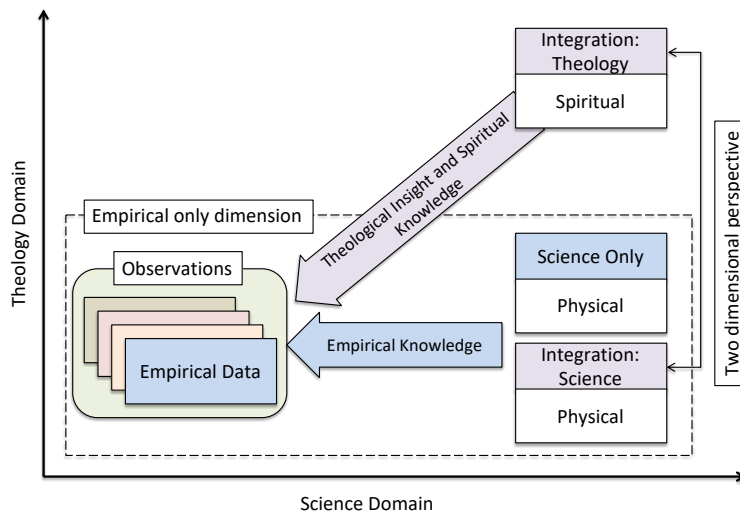 Integration:
Theology
Spiritual
Theological Insight and Spiritual
Knowledge
Two dimensional perspective
Theology Domain
Empirical only dimension
Observations
Science Only
Physical
Empirical Knowledge
Empirical Data
Integration:
Science
Physical
Science Domain